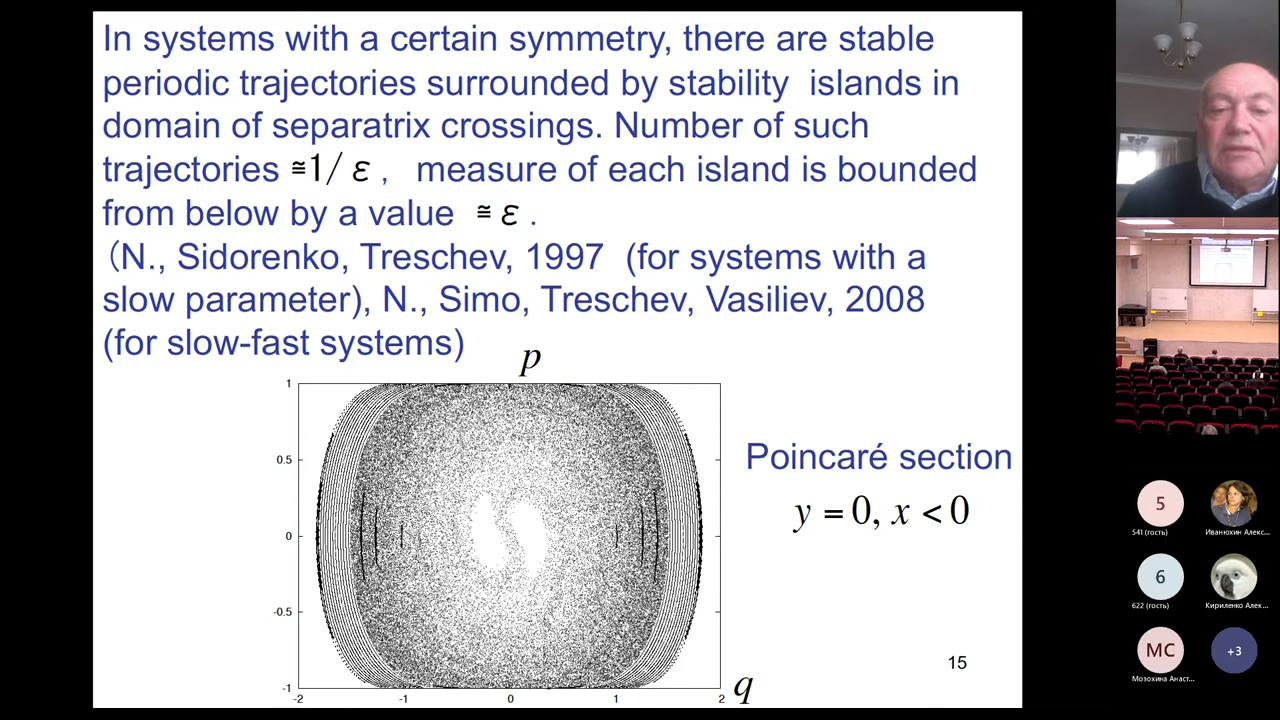 In systems with a certain symmetry, there are stable
periodic trajectories surrounded by stability islands in
domain of separatrix crossings. Number of such
trajectories ≅1/ ε , measure of each island is bounded
from below by a value ≅ ε .
(N., Sidorenko, Treschev, 1997 (for systems with a
slow parameter), N., Simo, Treschev, Vasiliev, 2008
(for slow-fast systems)
p
1
0.5
0
-0.5
-1
-2
-1
0
1
2
q
Poincaré section
y = 0, x < 0
15
5
541 (гость)
Иванюхин Алекс...
6
622 (гость)
Кириленко Алек...
МС
Мозохина Анаст...
+3